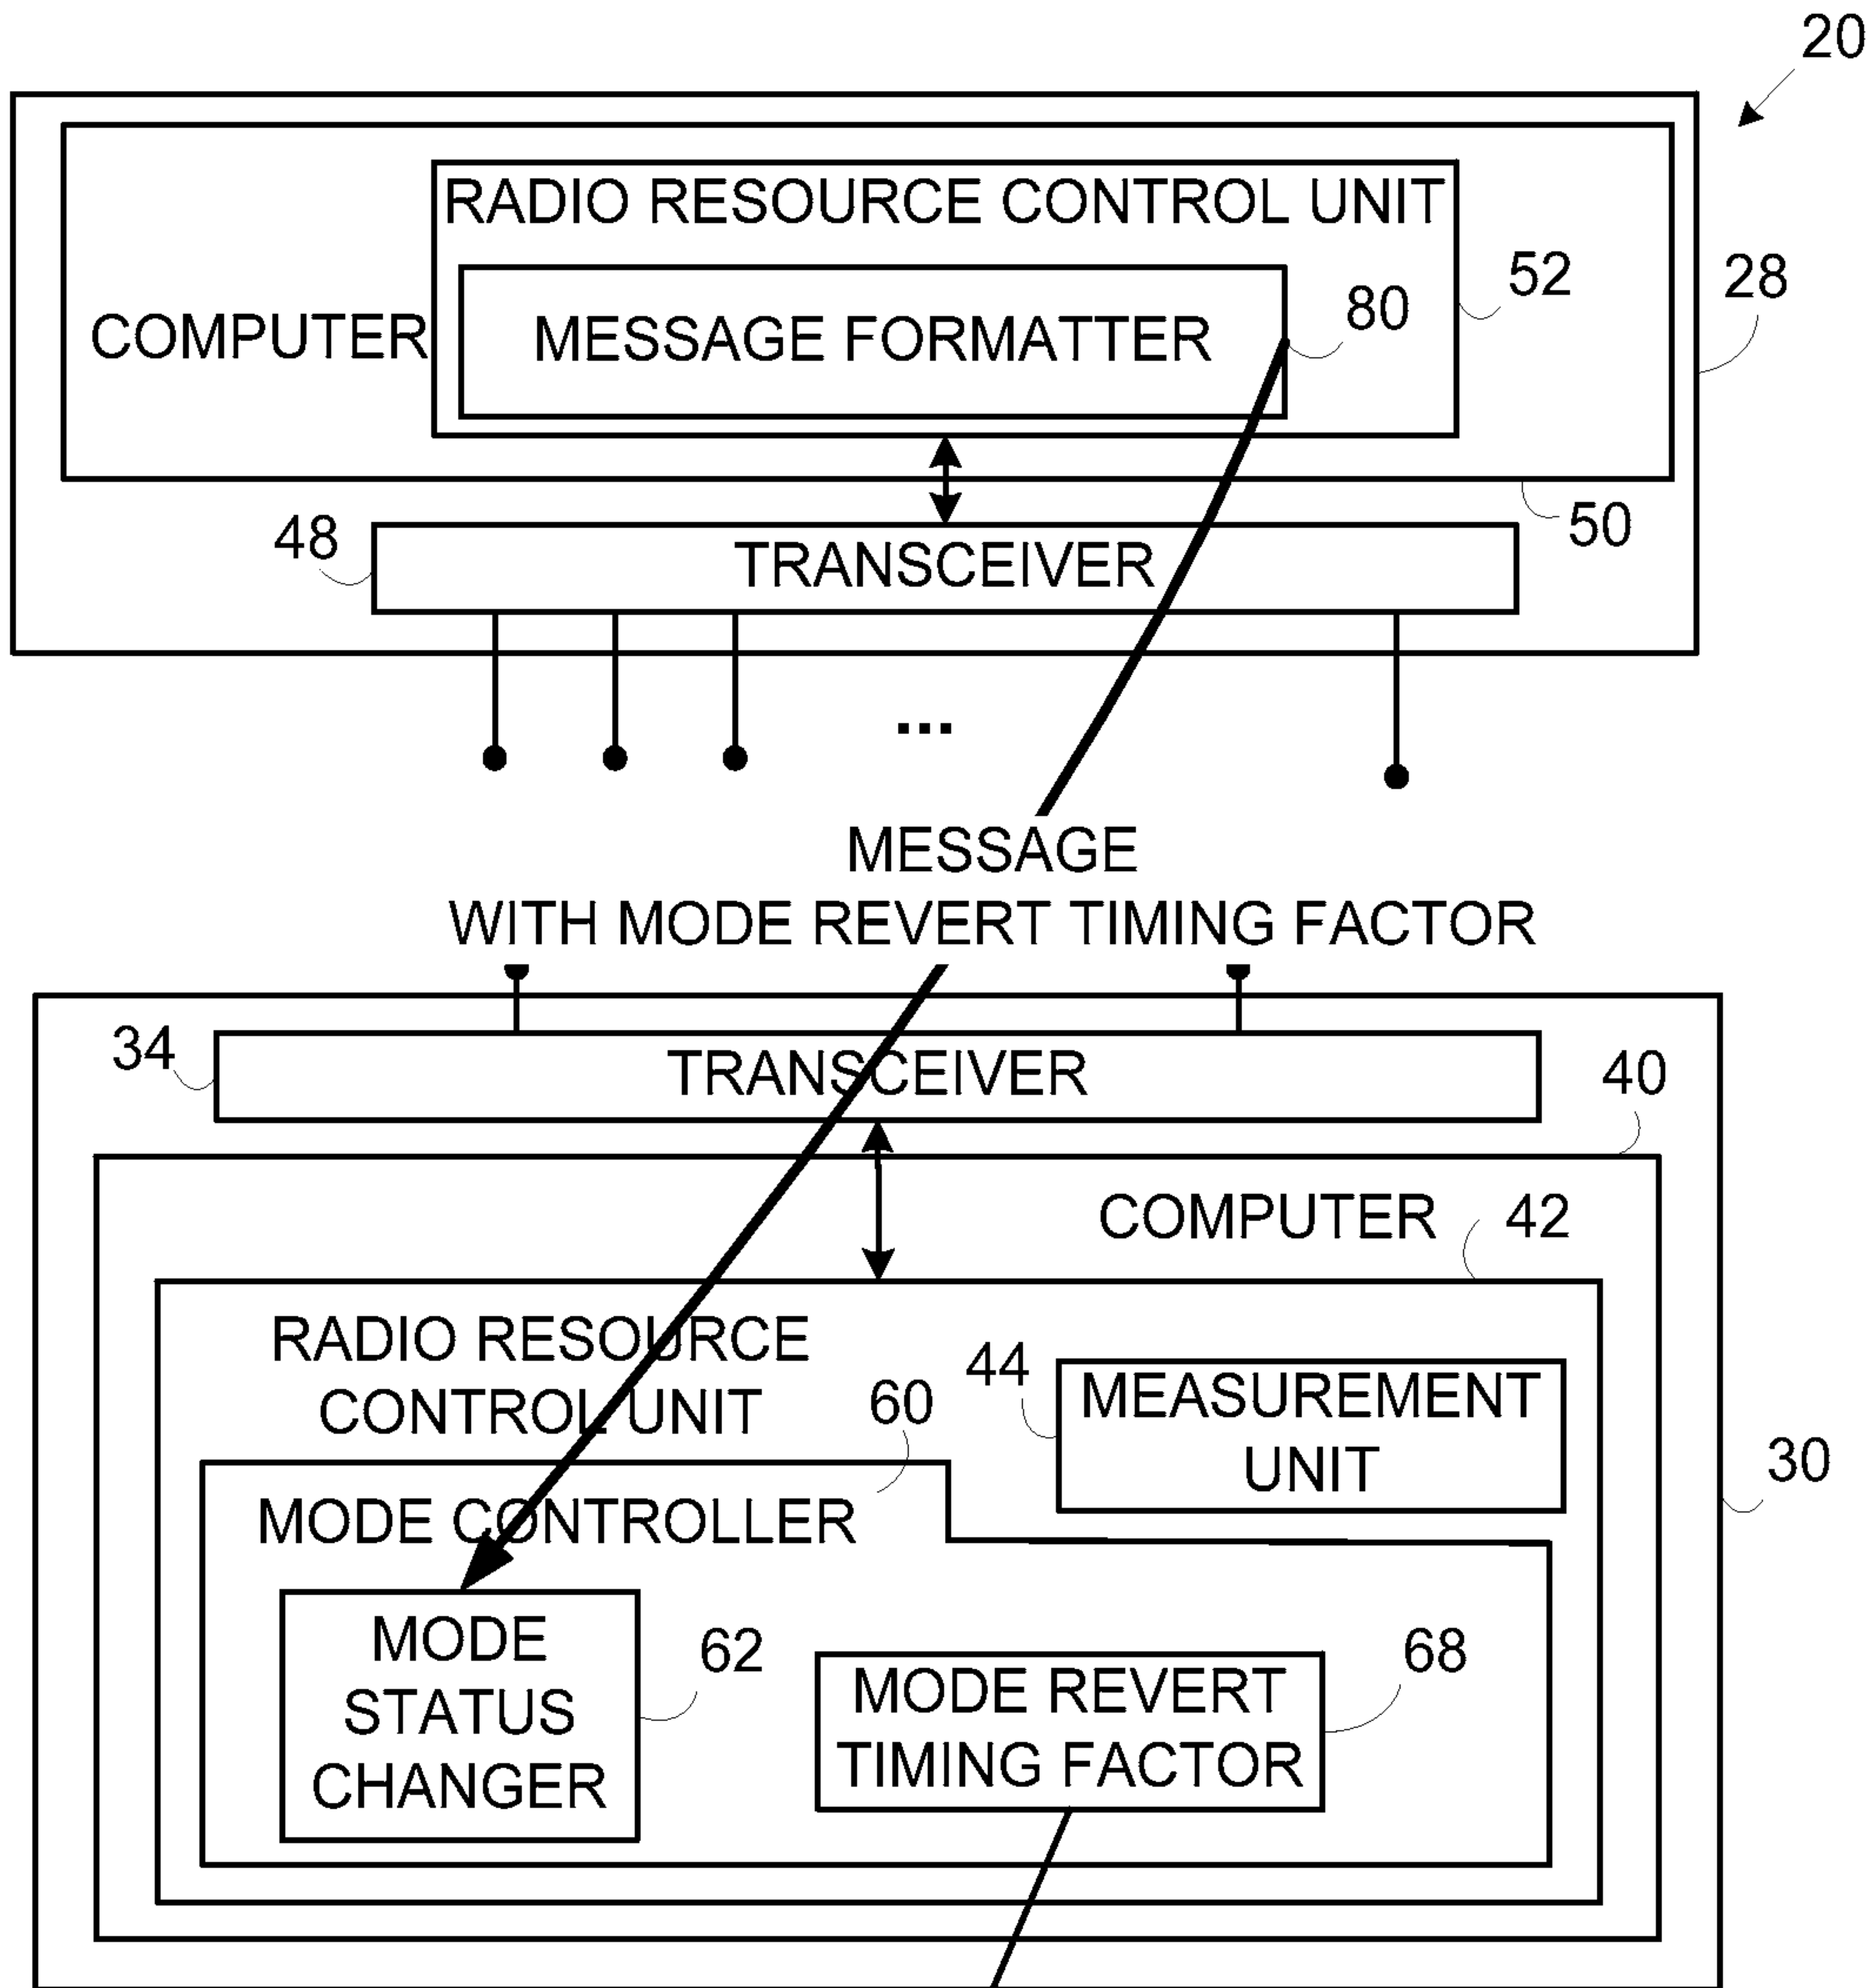 20
RADIO RESOURCE CONTROL UNIT
52
28
COMPUTER
MESSAGE FORMATTER
80
48
TRANSCEIVER
50
...
MESSAGE
WITH MODE REVERT TIMING FACTOR
34
TRANSCEIVER
40
COMPUTER
42
RADIO RESOURCE
CONTROL UNIT
60
44
MEASUREMENT
UNIT
30
MODE CONTROLLER
MODE
STATUS
CHANGER
62
MODE REVERT
TIMING FACTOR
68